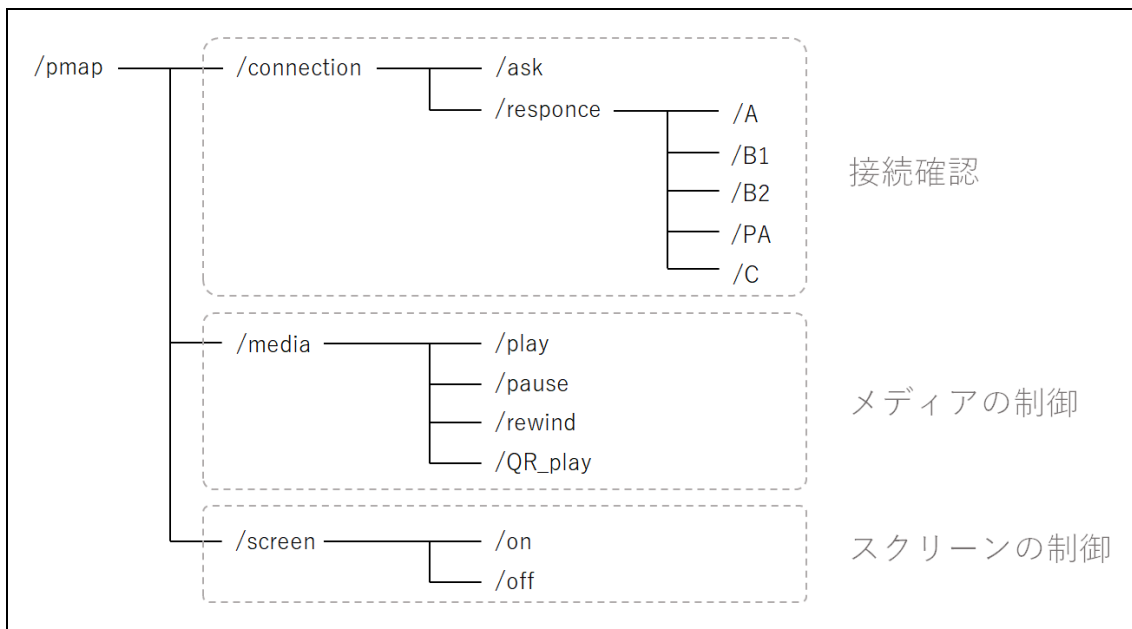 /pmap /connection /ask
/responce /A
/B1
接続確認
/B2
/PA
/C
/media /play
/pause
メディアの制御
/rewind
/QR_play
/screen /on
スクリーンの制御
/off